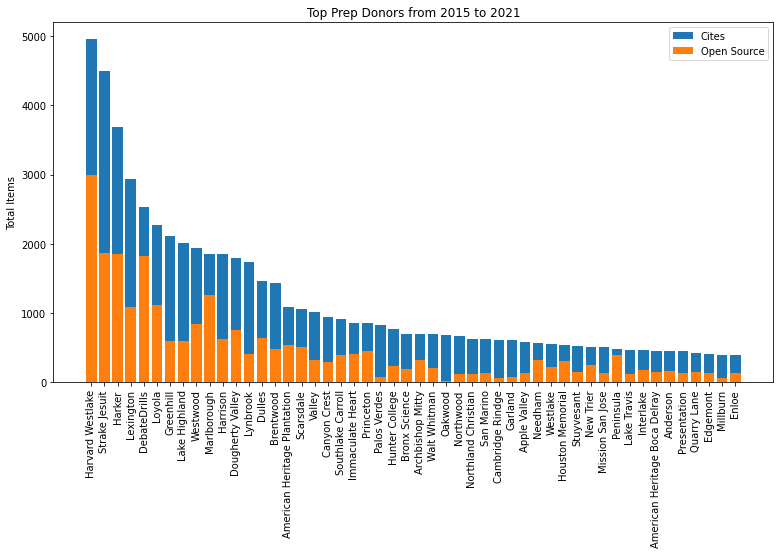 Top Prep Donors from 2015 to 2021
Cites
Open Source
Total Items
5000
4000
3000
2000
1000
0
Harvard Westlake
Strake Jesuit
Harker
Lexington
DebateDrills
Loyola
Greenhill
Lake Highland
Westwood
Marlborough
Harrison
Dougherty Valley
Lynbrook
Dulles
Brentwood
American Heritage Plantation
Scarsdale
Valley
Canyon Crest
Southlake Carroll
Immaculate Heart
Princeton
Palos Verdes
Hunter College
Bronx Science
Archbishop Mitty
Walt Whitman
Oakwood
Northwood
Northland Christian
San Marino
Cambridge Rindge
Garland
Apple Valley
Needham
Westlake
Houston Memorial
Stuyvesant
New Trier
Mission San Jose
Peninsula
Lake Travis
Interlake
American Heritage Boca Delray
Anderson
Presentation
Quarry Lane
Edgemont
Millburn
Enloe